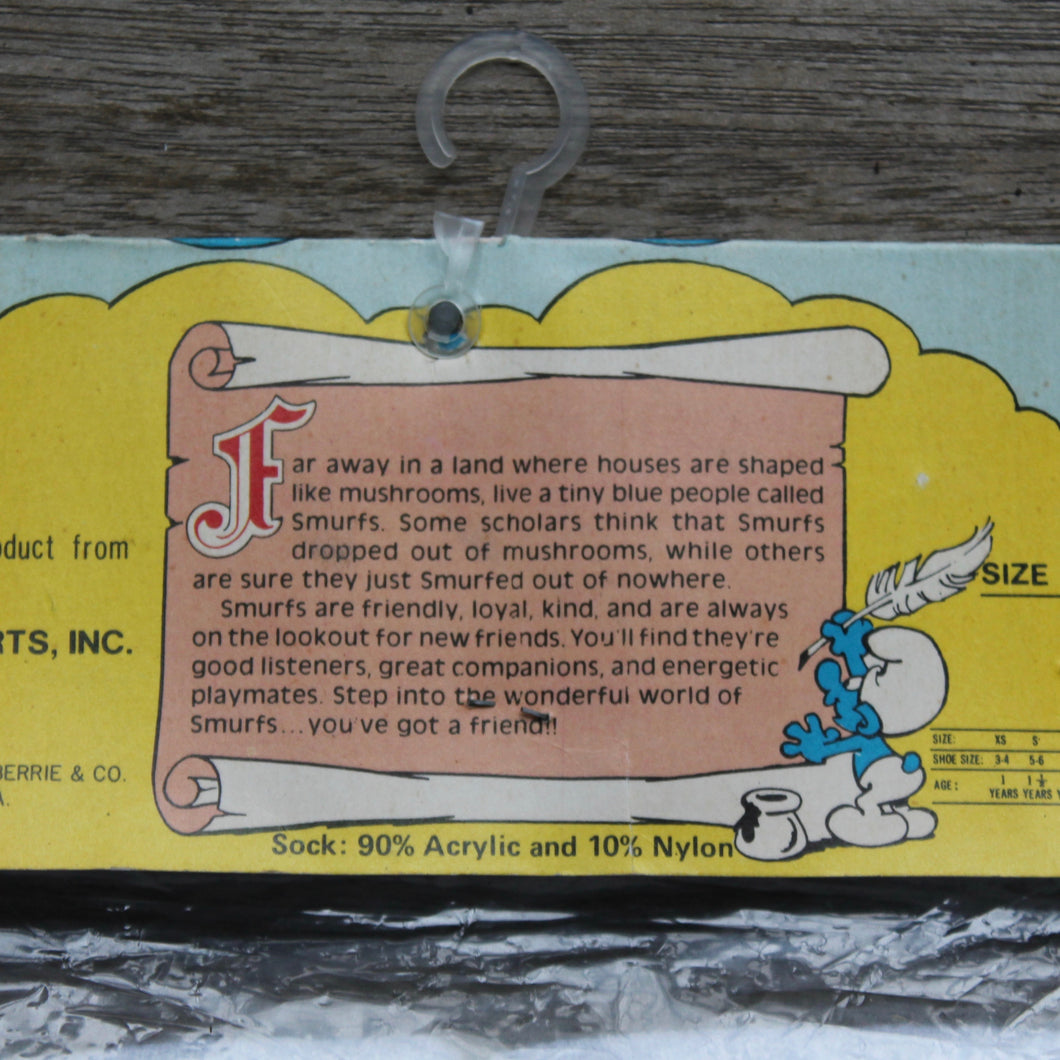 Far away in a land where houses are shaped
like mushrooms, live a tiny blue people called
Smurfs. Some scholars think that Smurfs
dropped out of mushrooms, while others
are sure they just Smurfed out of nowhere.
Smurfs are friendly, loyal, kind, and are always
on the lookout for new friends. You'll find they're
good listeners, great companions, and energetic
playmates. Step into the wonderful world of
Smurfs...you've got a friend!!
Sock: 90% Acrylic and 10% Nylon
oduct from
RTS, INC.
BERRIE & CO.
A.
SIZE
SIZE: XS S
SHOE SIZE: 3-4 5-6
AGE: 1 1½
YEARS YEARS Y